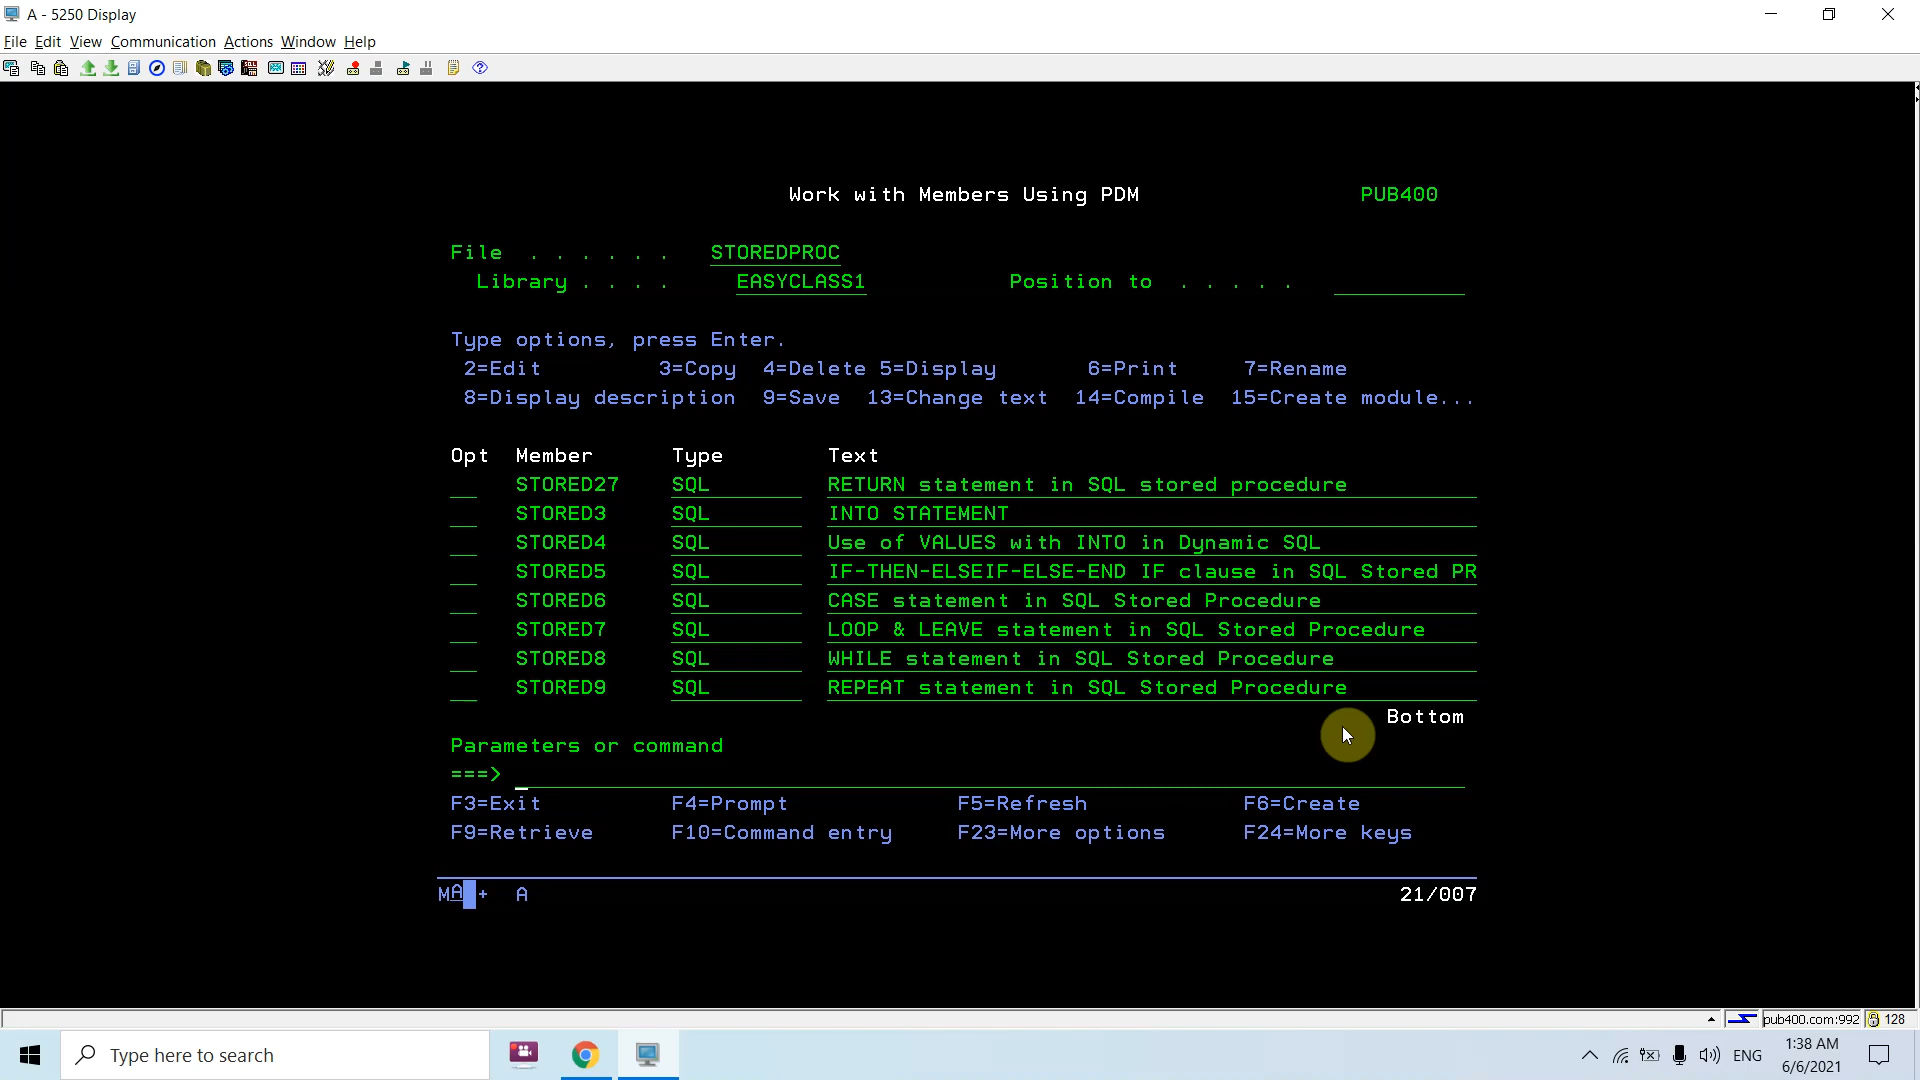 A - 5250 Display
File Edit View Communication Actions Window Help
Work with Members Using PDM PUB400
File . . . . . . STOREDPROC
Library . . . . EASYCLASS1 Position to . . . . .
Type options, press Enter.
2=Edit 3=Copy 4=Delete 5=Display 6=Print 7=Rename
8=Display description 9=Save 13=Change text 14=Compile 15=Create module...
Opt Member Type Text
STORED27 SQL RETURN statement in SQL stored procedure
STORED3 SQL INTO STATEMENT
STORED4 SQL Use of VALUES with INTO in Dynamic SQL
STORED5 SQL IF-THEN-ELSEIF-ELSE-END IF clause in SQL Stored PR
STORED6 SQL CASE statement in SQL Stored Procedure
STORED7 SQL LOOP & LEAVE statement in SQL Stored Procedure
STORED8 SQL WHILE statement in SQL Stored Procedure
STORED9 SQL REPEAT statement in SQL Stored Procedure
Bottom
Parameters or command
===>
F3=Exit F4=Prompt F5=Refresh F6=Create
F9=Retrieve F10=Command entry F23=More options F24=More keys
MA + A 21/007
pub400.com:992 128
Type here to search ENG 1:38 AM
6/6/2021